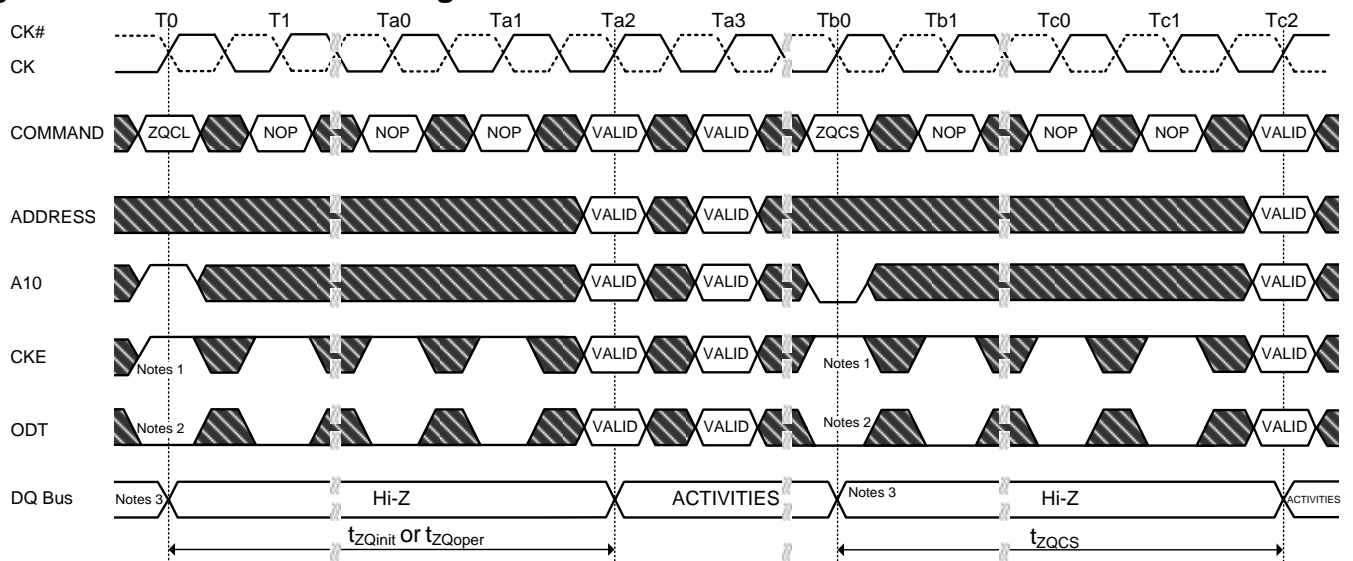 T0 T1 Ta0 Ta1 Ta2 Ta3 Tb0 Tb1 Tc0 Tc1 Tc2
CK#
CK
COMMAND ZQCL NOP NOP NOP VALID VALID ZQCS NOP NOP NOP VALID
ADDRESS VALID VALID VALID
A10 VALID VALID VALID
CKE Notes 1 VALID VALID Notes 1 VALID
ODT Notes 2 VALID VALID Notes 2 VALID
DQ Bus Notes 3 Hi-Z ACTIVITIES Notes 3 Hi-Z ACTIVITIES
tZQinit or tZQoper tZQCS